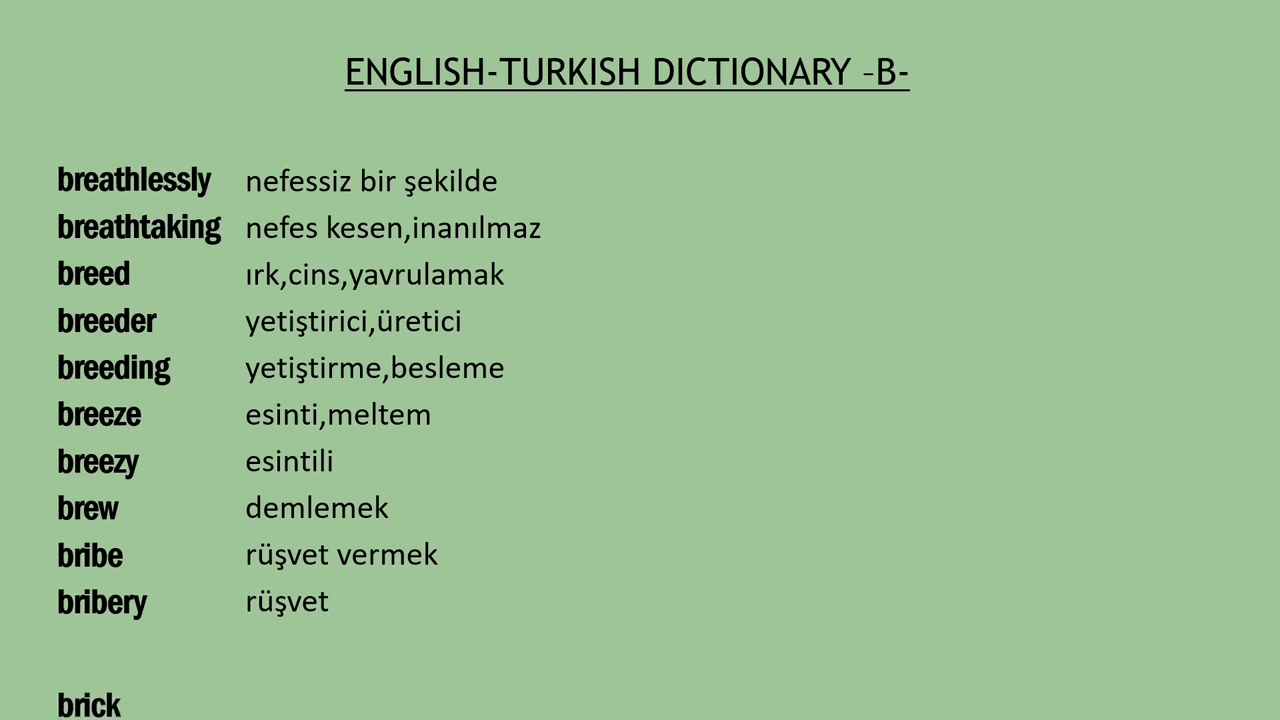 ENGLISH-TURKISH DICTIONARY –B-
breathlessly nefessiz bir şekilde
breathtaking nefes kesen,inanılmaz
breed ırk,cins,yavrulamak
breeder yetiştirici,üretici
breeding yetiştirme,besleme
breeze esinti,meltem
breezy esintili
brew demlemek
bribe rüşvet vermek
bribery rüşvet
brick